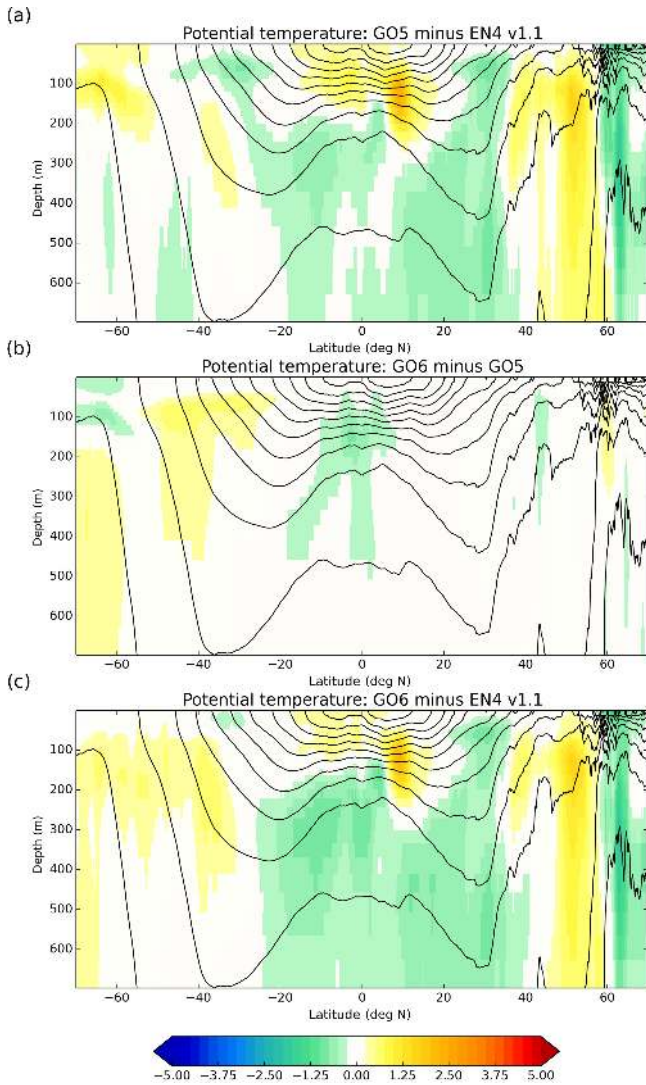 (a)
Potential temperature: GO5 minus EN4 v1.1
100
200
300
400
500
600
Depth (m)
−60 −40 −20 0 20 40 60
Latitude (deg N)
(b)
Potential temperature: GO6 minus GO5
100
200
300
400
500
600
Depth (m)
−60 −40 −20 0 20 40 60
Latitude (deg N)
(c)
Potential temperature: GO6 minus EN4 v1.1
100
200
300
400
500
600
Depth (m)
−60 −40 −20 0 20 40 60
Latitude (deg N)
−5.00 −3.75 −2.50 −1.25 0.00 1.25 2.50 3.75 5.00